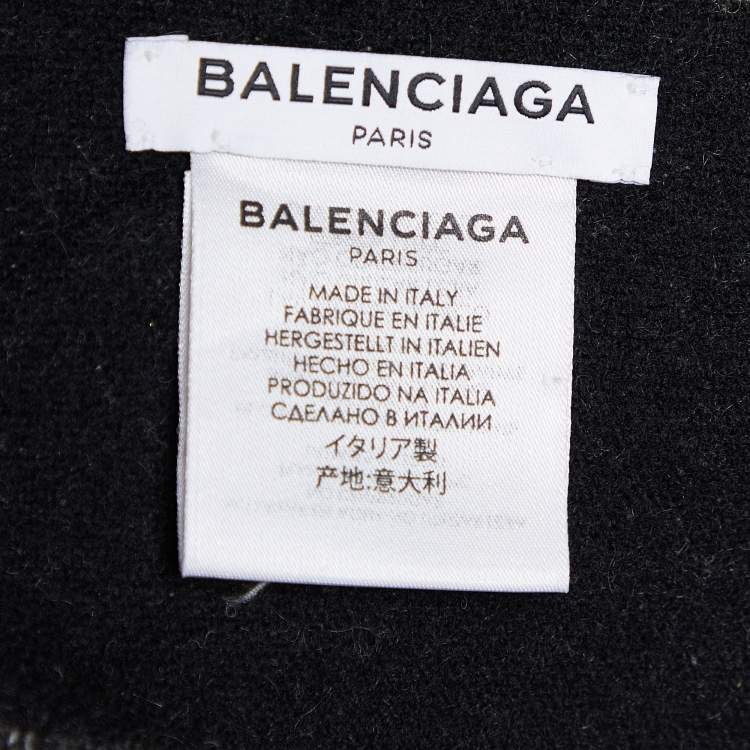 BALENCIAGA
PARIS
BALENCIAGA
PARIS
MADE IN ITALY
FABRIQUE EN ITALIE
HERGESTELLT IN ITALIEN
HECHO EN ITALIA
PRODUZIDO NA ITALIA
СДЕЛАНО В ИТАЛИИ
イタリア製
产地:意大利